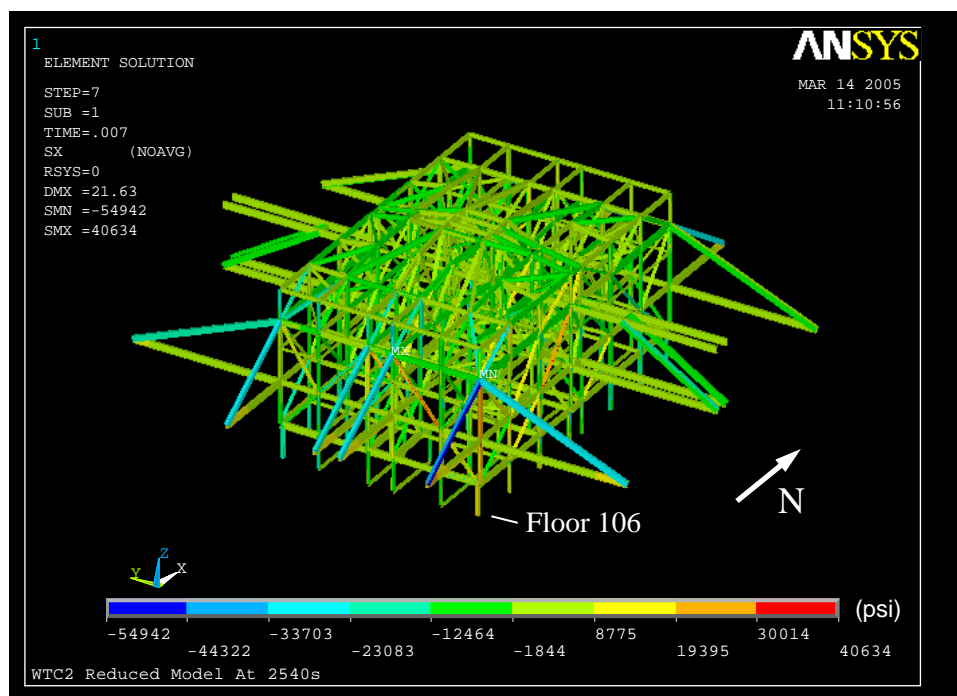 1
ANSYS
ELEMENT SOLUTION
MAR 14 2005
11:10:56
STEP=7
SUB =1
TIME=.007
SX (NOAVG)
RSYS=0
DMX =21.63
SMN =-54942
SMX =40634
MX
MN
N
Floor 106
Z
Y X
(psi)
-54942 -33703 -12464 8775 30014
-44322 -23083 -1844 19395 40634
WTC2 Reduced Model At 2540s